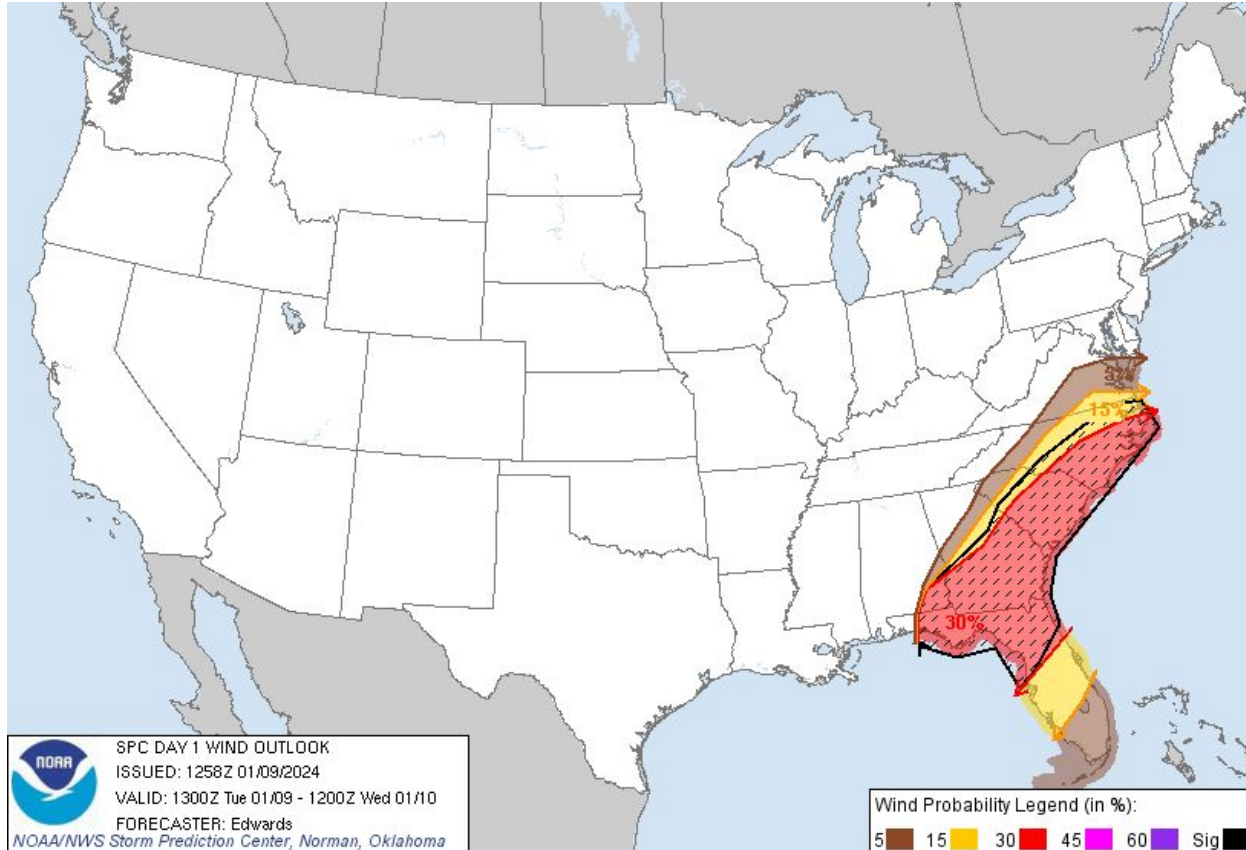 5%
15%
30%
NOAA
SPC DAY 1 WIND OUTLOOK
ISSUED: 1258Z 01/09/2024
VALID: 1300Z Tue 01/09 - 1200Z Wed 01/10
FORECASTER: Edwards
NOAA/NWS Storm Prediction Center, Norman, Oklahoma
Wind Probability Legend (in %):
5 15 30 45 60 Sig